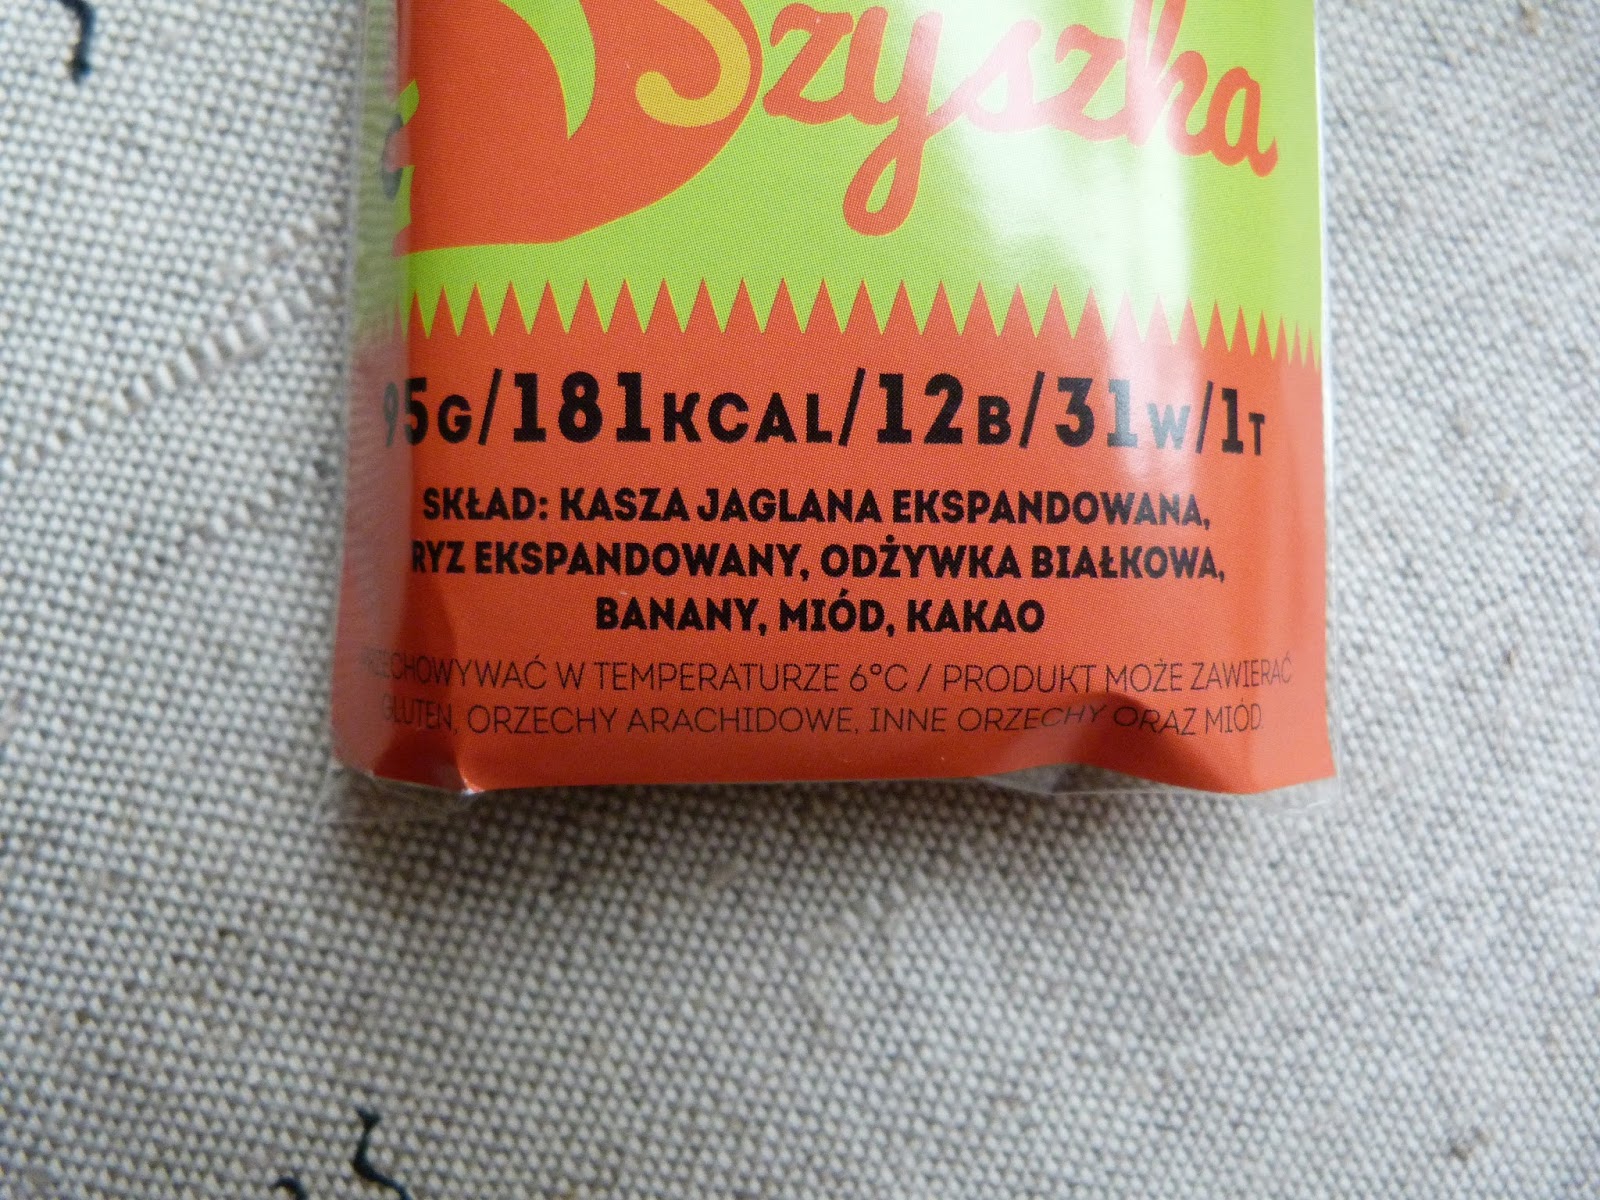 Szyszka
95G/181KCAL/12B/31W/1T
SKŁAD: KASZA JAGLANA EKSPANDOWANA,
RYZ EKSPANDOWANY, ODŻYWKA BIAŁKOWA,
BANANY, MIÓD, KAKAO
PRZECHOWYWAĆ W TEMPERATURZE 6°C / PRODUKT MOŻE ZAWIERAĆ
GLUTEN, ORZECHY ARACHIDOWE, INNE ORZECHY ORAZ MIÓD